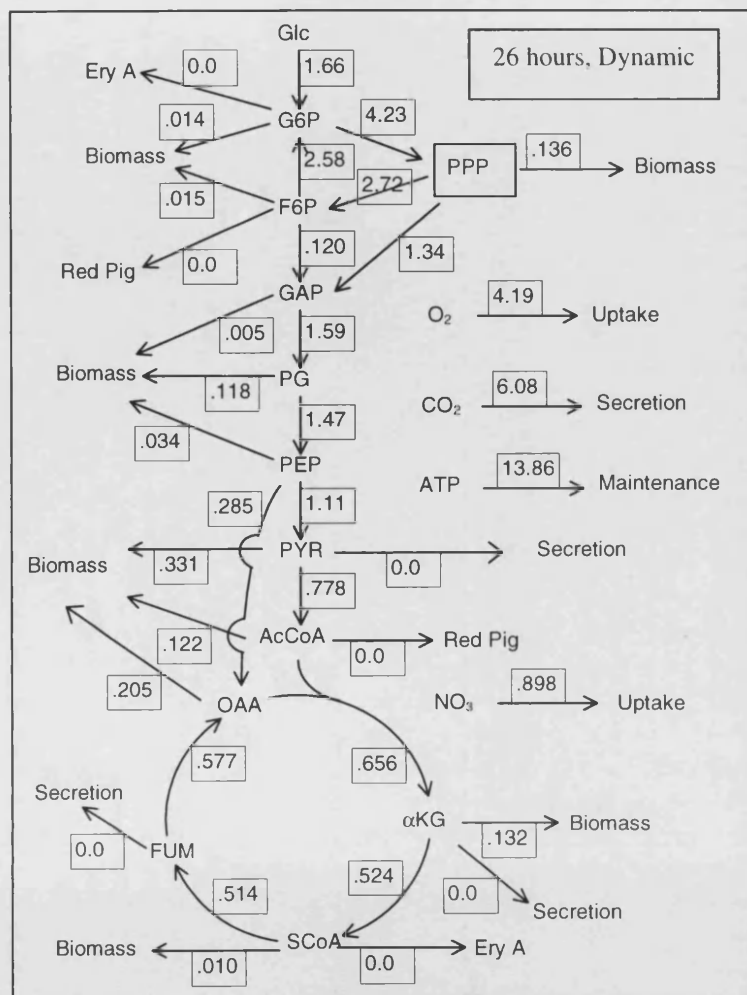 Glc
26 hours, Dynamic
Ery A
0.0
1.66
G6P
4.23
.014
Biomass
2.58
PPP
.136
Biomass
2.72
.015
F6P
.120
1.34
Red Pig
0.0
GAP
4.19
O₂
Uptake
.005
1.59
Biomass
PG
.118
6.08
CO₂
Secretion
1.47
.034
PEP
13.86
ATP
Maintenance
.285
1.11
PYR
Secretion
.331
0.0
Biomass
.778
AcCoA
Red Pig
.122
0.0
.205
OAA
.898
NO₃
Uptake
.577
.656
Secretion
αKG
Biomass
.132
0.0
FUM
.524
0.0
Secretion
.514
Biomass
SCoA
Ery A
.010
0.0